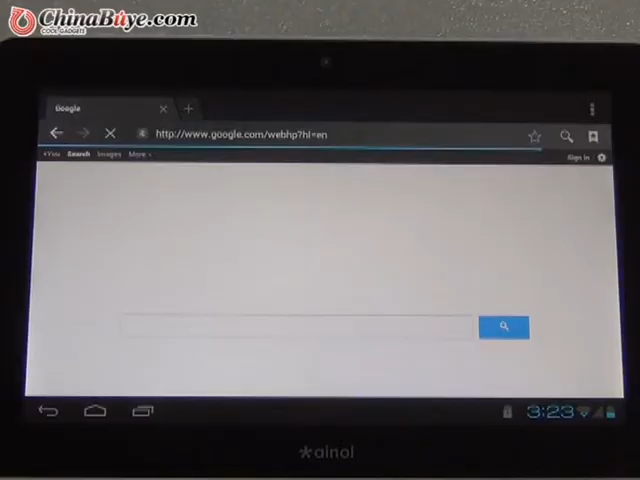 ChinaBuye.com
COOL GADGETS
Google
http://www.google.com/webhp?hl=en
+You Search Images More
Sign in
3:23
ainol